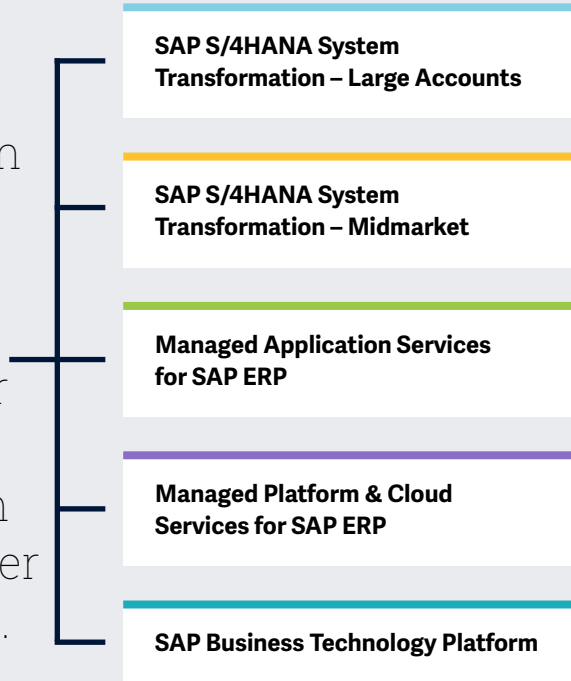 SAP S/4HANA System
Transformation – Large Accounts
SAP S/4HANA System
Transformation – Midmarket
Managed Application Services
for SAP ERP
Managed Platform & Cloud
Services for SAP ERP
SAP Business Technology Platform